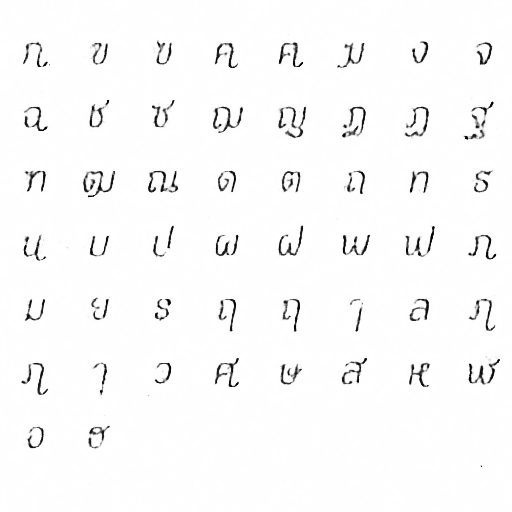 ก ข ฃ ค ฅ ฆ ง จ
ฉ ช ซ ฌ ญ ฎ ฏ ฐ
ฑ ฒ ณ ด ต ถ ท ธ
น บ ป ผ ฝ พ ฟ ภ
ม ย ร ฤ ฤ ๅ ล ฦ
ฦ ๅ ว ศ ษ ส ห ฬ
อ ฮ